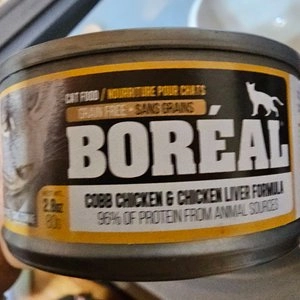 CAT FOOD / NOURRITURE POUR CHATS
GRAIN FREE • SANS GRAINS
BORÉAL
COBB CHICKEN & CHICKEN LIVER FORMULA
96% OF PROTEIN FROM ANIMAL SOURCES
2.8oz
80g